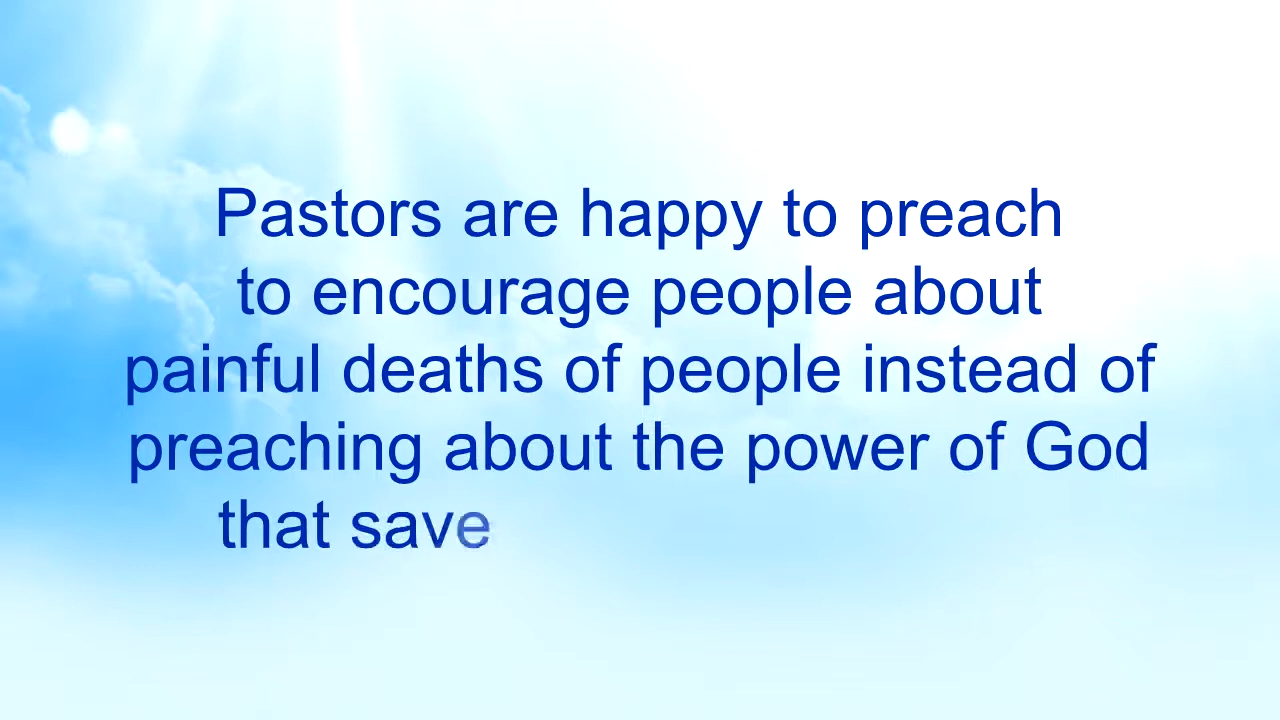 Pastors are happy to preach
to encourage people about
painful deaths of people instead of
preaching about the power of God
that save